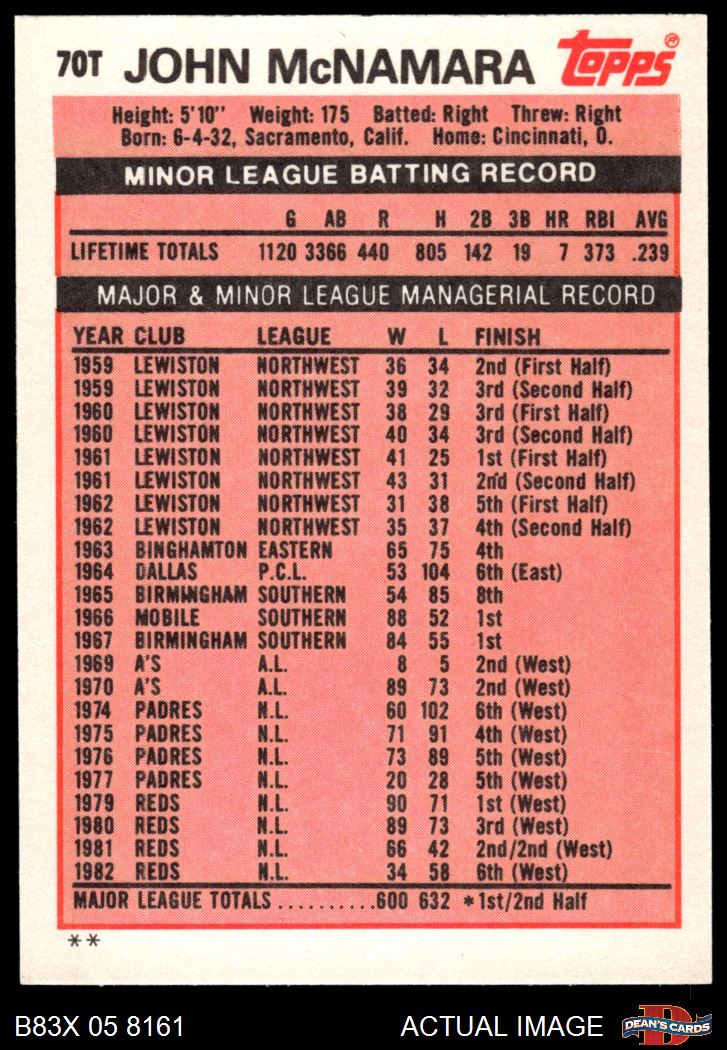 70T JOHN McNAMARA Topps®
Height: 5'10" Weight: 175 Batted: Right Threw: Right
Born: 6-4-32, Sacramento, Calif. Home: Cincinnati, O.
MINOR LEAGUE BATTING RECORD
G AB R H 2B 3B HR RBI AVG
LIFETIME TOTALS 1120 3366 440 805 142 19 7 373 .239
MAJOR & MINOR LEAGUE MANAGERIAL RECORD
YEAR CLUB LEAGUE W L FINISH
1959 LEWISTON NORTHWEST 36 34 2nd (First Half)
1959 LEWISTON NORTHWEST 39 32 3rd (Second Half)
1960 LEWISTON NORTHWEST 38 29 3rd (First Half)
1960 LEWISTON NORTHWEST 40 34 3rd (Second Half)
1961 LEWISTON NORTHWEST 41 25 1st (First Half)
1961 LEWISTON NORTHWEST 43 31 2nd (Second Half)
1962 LEWISTON NORTHWEST 31 38 5th (First Half)
1962 LEWISTON NORTHWEST 35 37 4th (Second Half)
1963 BINGHAMTON EASTERN 65 75 4th
1964 DALLAS P.C.L. 53 104 6th (East)
1965 BIRMINGHAM SOUTHERN 54 85 8th
1966 MOBILE SOUTHERN 88 52 1st
1967 BIRMINGHAM SOUTHERN 84 55 1st
1969 A'S A.L. 8 5 2nd (West)
1970 A'S A.L. 89 73 2nd (West)
1974 PADRES N.L. 60 102 6th (West)
1975 PADRES N.L. 71 91 4th (West)
1976 PADRES N.L. 73 89 5th (West)
1977 PADRES N.L. 20 28 5th (West)
1979 REDS N.L. 90 71 1st (West)
1980 REDS N.L. 89 73 3rd (West)
1981 REDS N.L. 66 42 2nd/2nd (West)
1982 REDS N.L. 34 58 6th (West)
MAJOR LEAGUE TOTALS ..........600 632 *1st/2nd Half
**
B83X 05 8161 ACTUAL IMAGE D DEAN'S CARDS